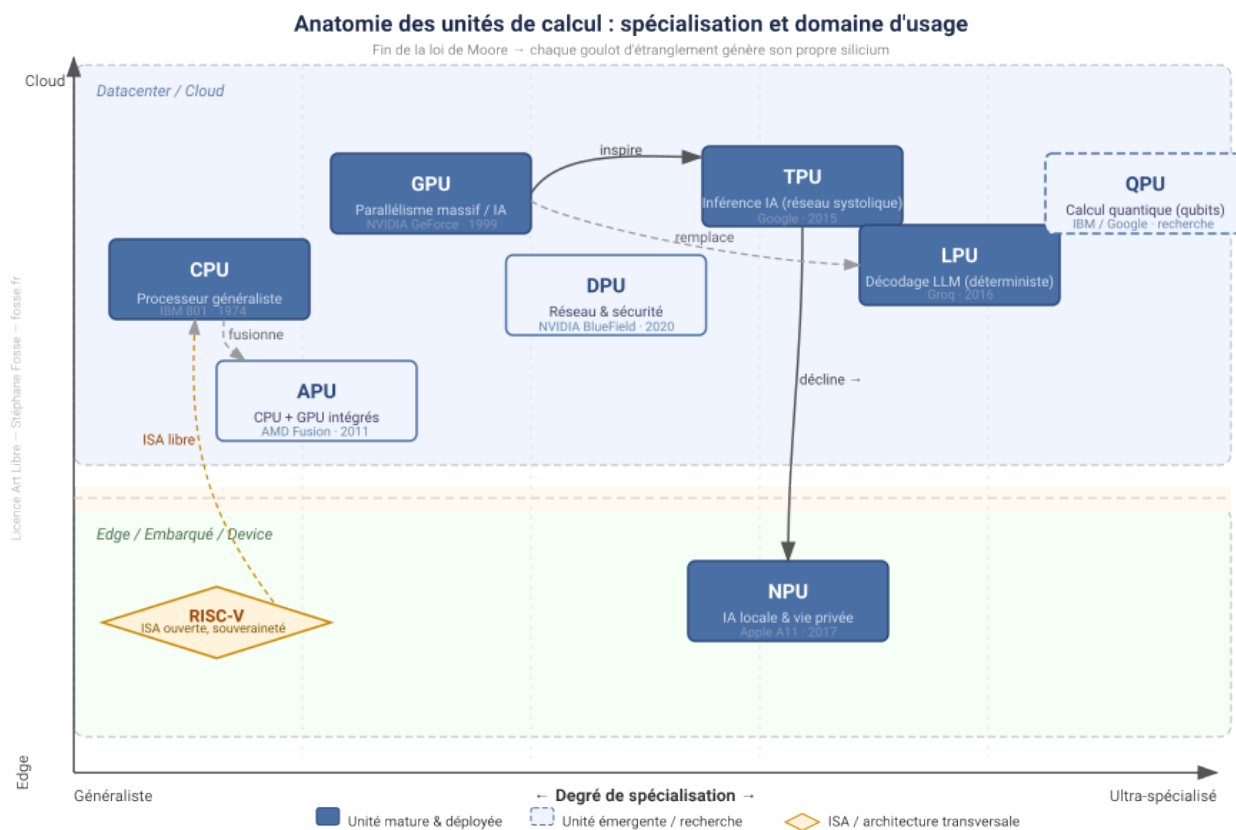 Anatomie des unités de calcul : spécialisation et domaine d'usage
Fin de la loi de Moore → chaque goulot d'étranglement génère son propre silicium
Cloud
Datacenter / Cloud
inspire
GPU
Parallélisme massif / IA
NVIDIA GeForce · 1999
TPU
Inférence IA (réseau systolique)
Google · 2015
QPU
Calcul quantique (qubits)
IBM / Google · recherche
remplace
CPU
Processeur généraliste
IBM 801 · 1974
DPU
Réseau & sécurité
NVIDIA BlueField · 2020
LPU
Décodage LLM (déterministe)
Groq · 2016
fusionne
APU
CPU + GPU intégrés
AMD Fusion · 2011
décline →
ISA libre
Edge / Embarqué / Device
RISC-V
ISA ouverte, souveraineté
NPU
IA locale & vie privée
Apple A11 · 2017
Licence Art Libre — Stéphane Fosse — fosse.fr
Edge
Généraliste
← Degré de spécialisation →
Ultra-spécialisé
Unité mature & déployée
Unité émergente / recherche
ISA / architecture transversale